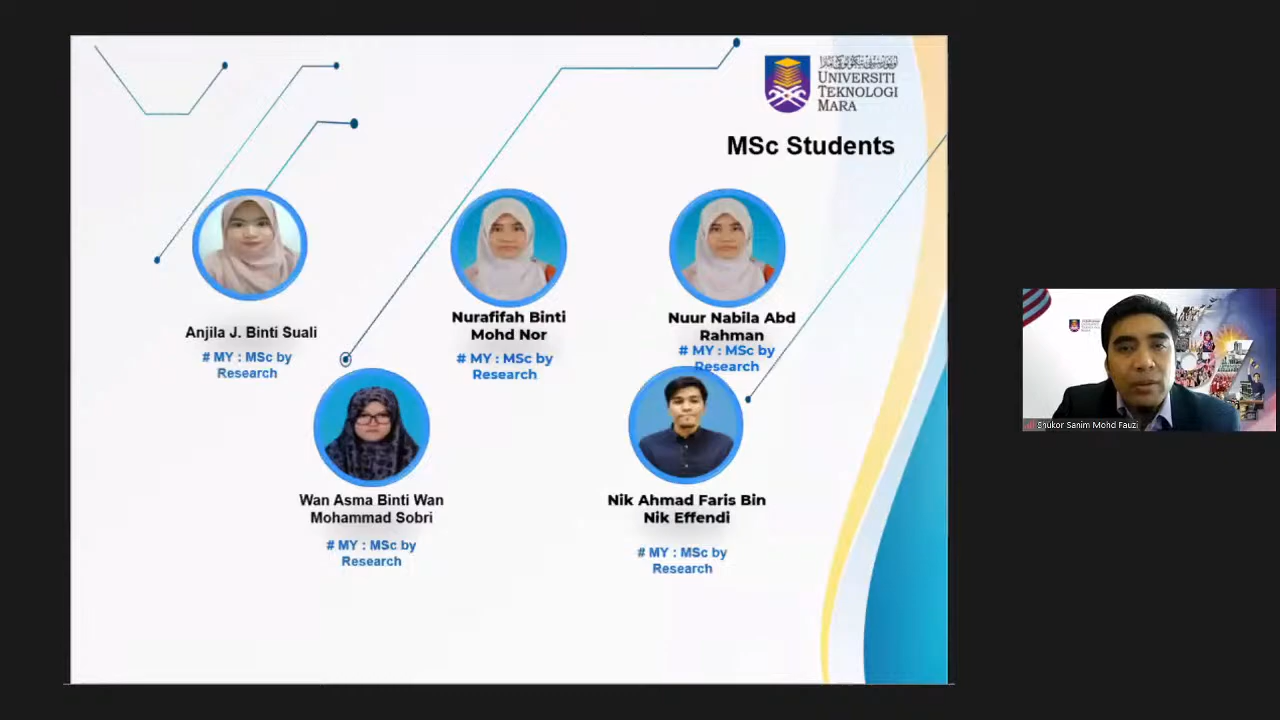 UNIVERSITI
TEKNOLOGI
MARA
MSc Students
Anjila J. Binti Suali
# MY : MSc by
Research
Nurafifah Binti
Mohd Nor
# MY : MSc by
Research
Nuur Nabila Abd
Rahman
# MY : MSc by
Research
Wan Asma Binti Wan
Mohammad Sobri
# MY : MSc by
Research
Nik Ahmad Faris Bin
Nik Effendi
# MY : MSc by
Research
Shukor Sanim Mohd Fauzi